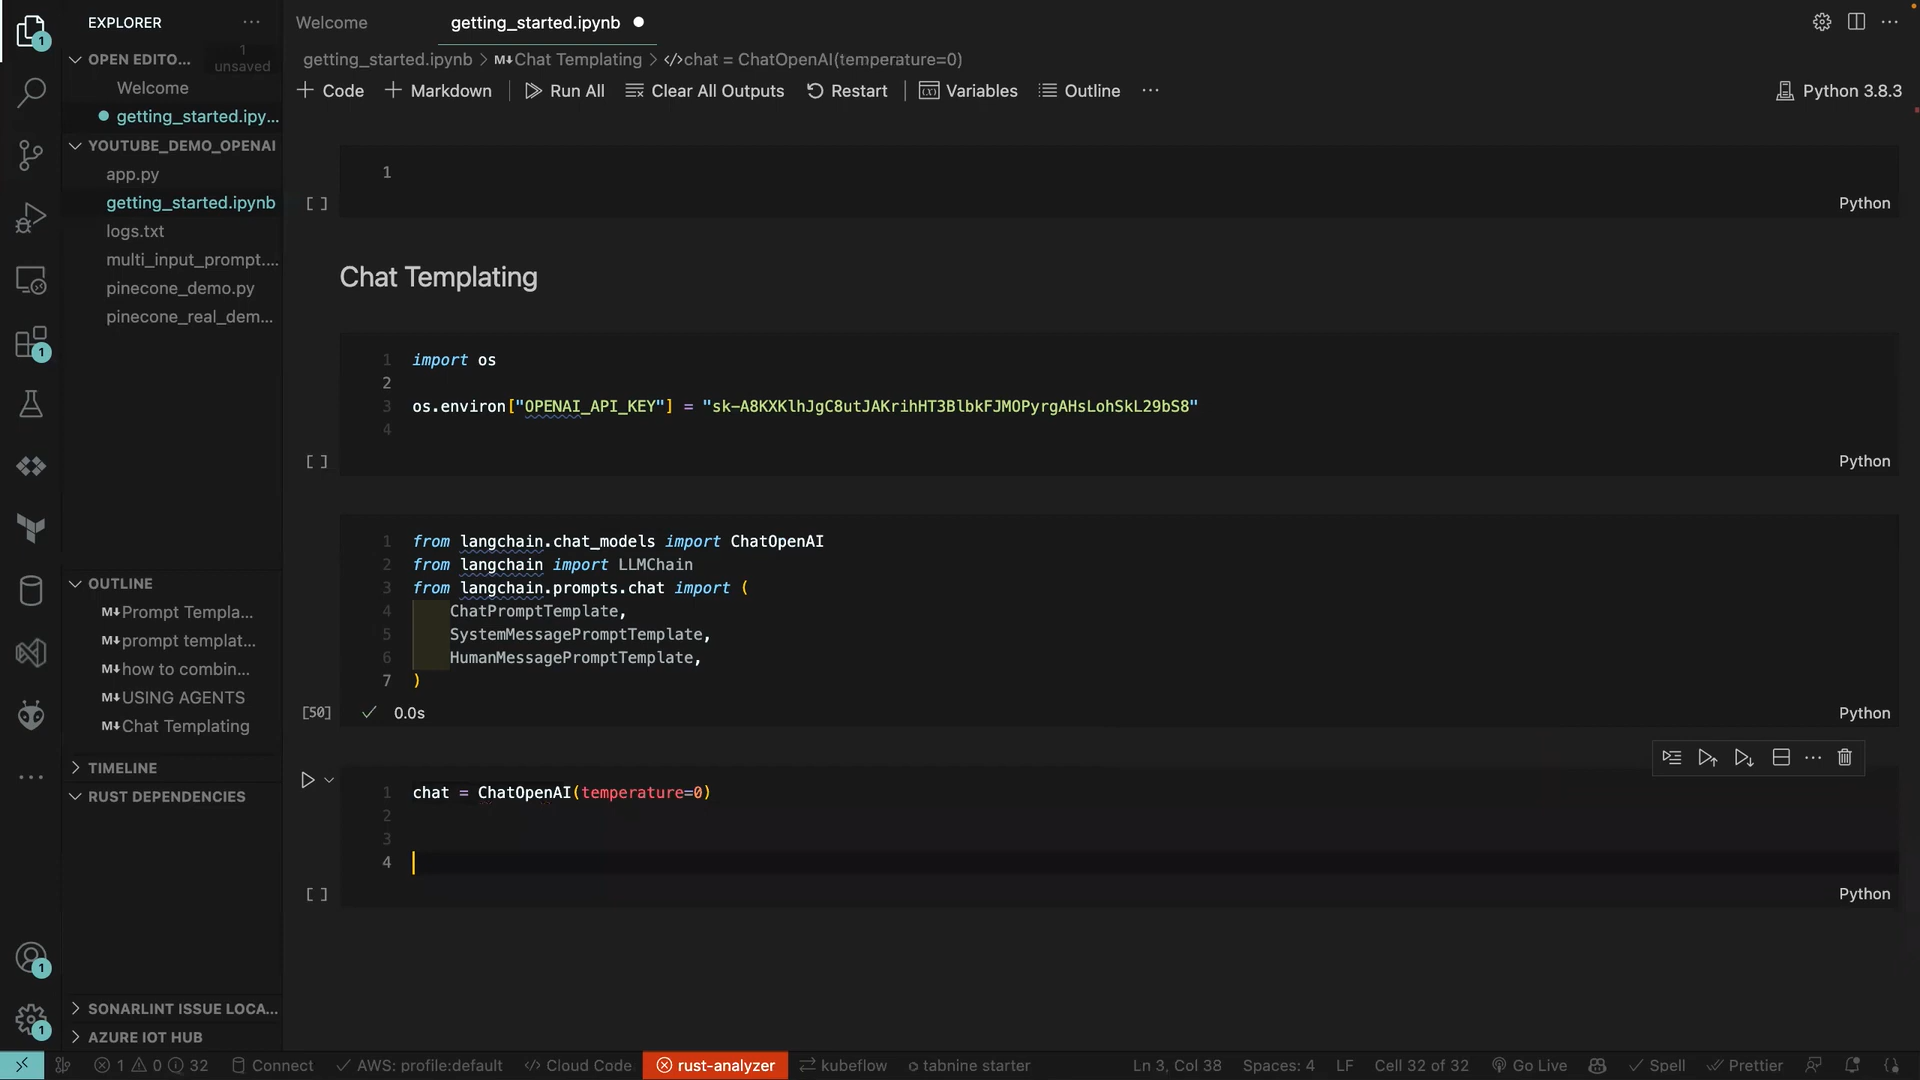 EXPLORER
OPEN EDITO...
1
unsaved
Welcome
getting_started.ipy...
YOUTUBE_DEMO_OPENAI
app.py
getting_started.ipynb
logs.txt
multi_input_prompt....
pinecone_demo.py
pinecone_real_dem...
OUTLINE
Prompt Templa...
prompt templat...
how to combin...
USING AGENTS
Chat Templating
TIMELINE
RUST DEPENDENCIES
SONARLINT ISSUE LOCA...
AZURE IOT HUB
1
1
1
1
Welcome
getting_started.ipynb
getting_started.ipynb > M↓Chat Templating > </>chat = ChatOpenAI(temperature=0)
+ Code + Markdown Run All Clear All Outputs Restart Variables Outline ...
Python 3.8.3
1
[ ] Python
Chat Templating
1 import os
2
3 os.environ["OPENAI_API_KEY"] = "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"
4
[ ] Python
1 from langchain.chat_models import ChatOpenAI
2 from langchain import LLMChain
3 from langchain.prompts.chat import (
4 ChatPromptTemplate,
5 SystemMessagePromptTemplate,
6 HumanMessagePromptTemplate,
7 )
[50] ✓ 0.0s Python
1 chat = ChatOpenAI(temperature=0)
2
3
4
[ ] Python
1 0 32 Connect AWS: profile:default </> Cloud Code rust-analyzer kubeflow tabnine starter Ln 3, Col 38 Spaces: 4 LF Cell 32 of 32 Go Live Spell Prettier